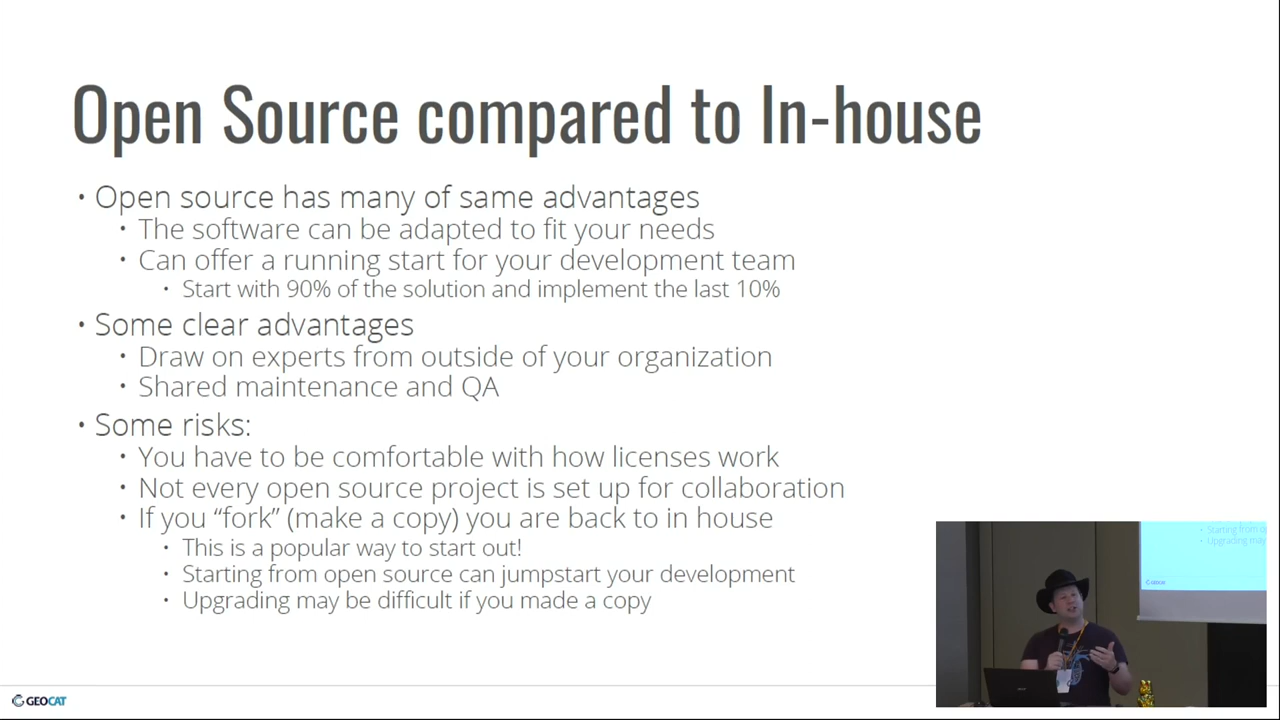 Open Source compared to In-house
• Open source has many of same advantages
• The software can be adapted to fit your needs
• Can offer a running start for your development team
• Start with 90% of the solution and implement the last 10%
• Some clear advantages
• Draw on experts from outside of your organization
• Shared maintenance and QA
• Some risks:
• You have to be comfortable with how licenses work
• Not every open source project is set up for collaboration
• If you “fork” (make a copy) you are back to in house
• This is a popular way to start out!
• Starting from open source can jumpstart your development
• Upgrading may be difficult if you made a copy
• Starting from
• Upgrading may
GEOCAT